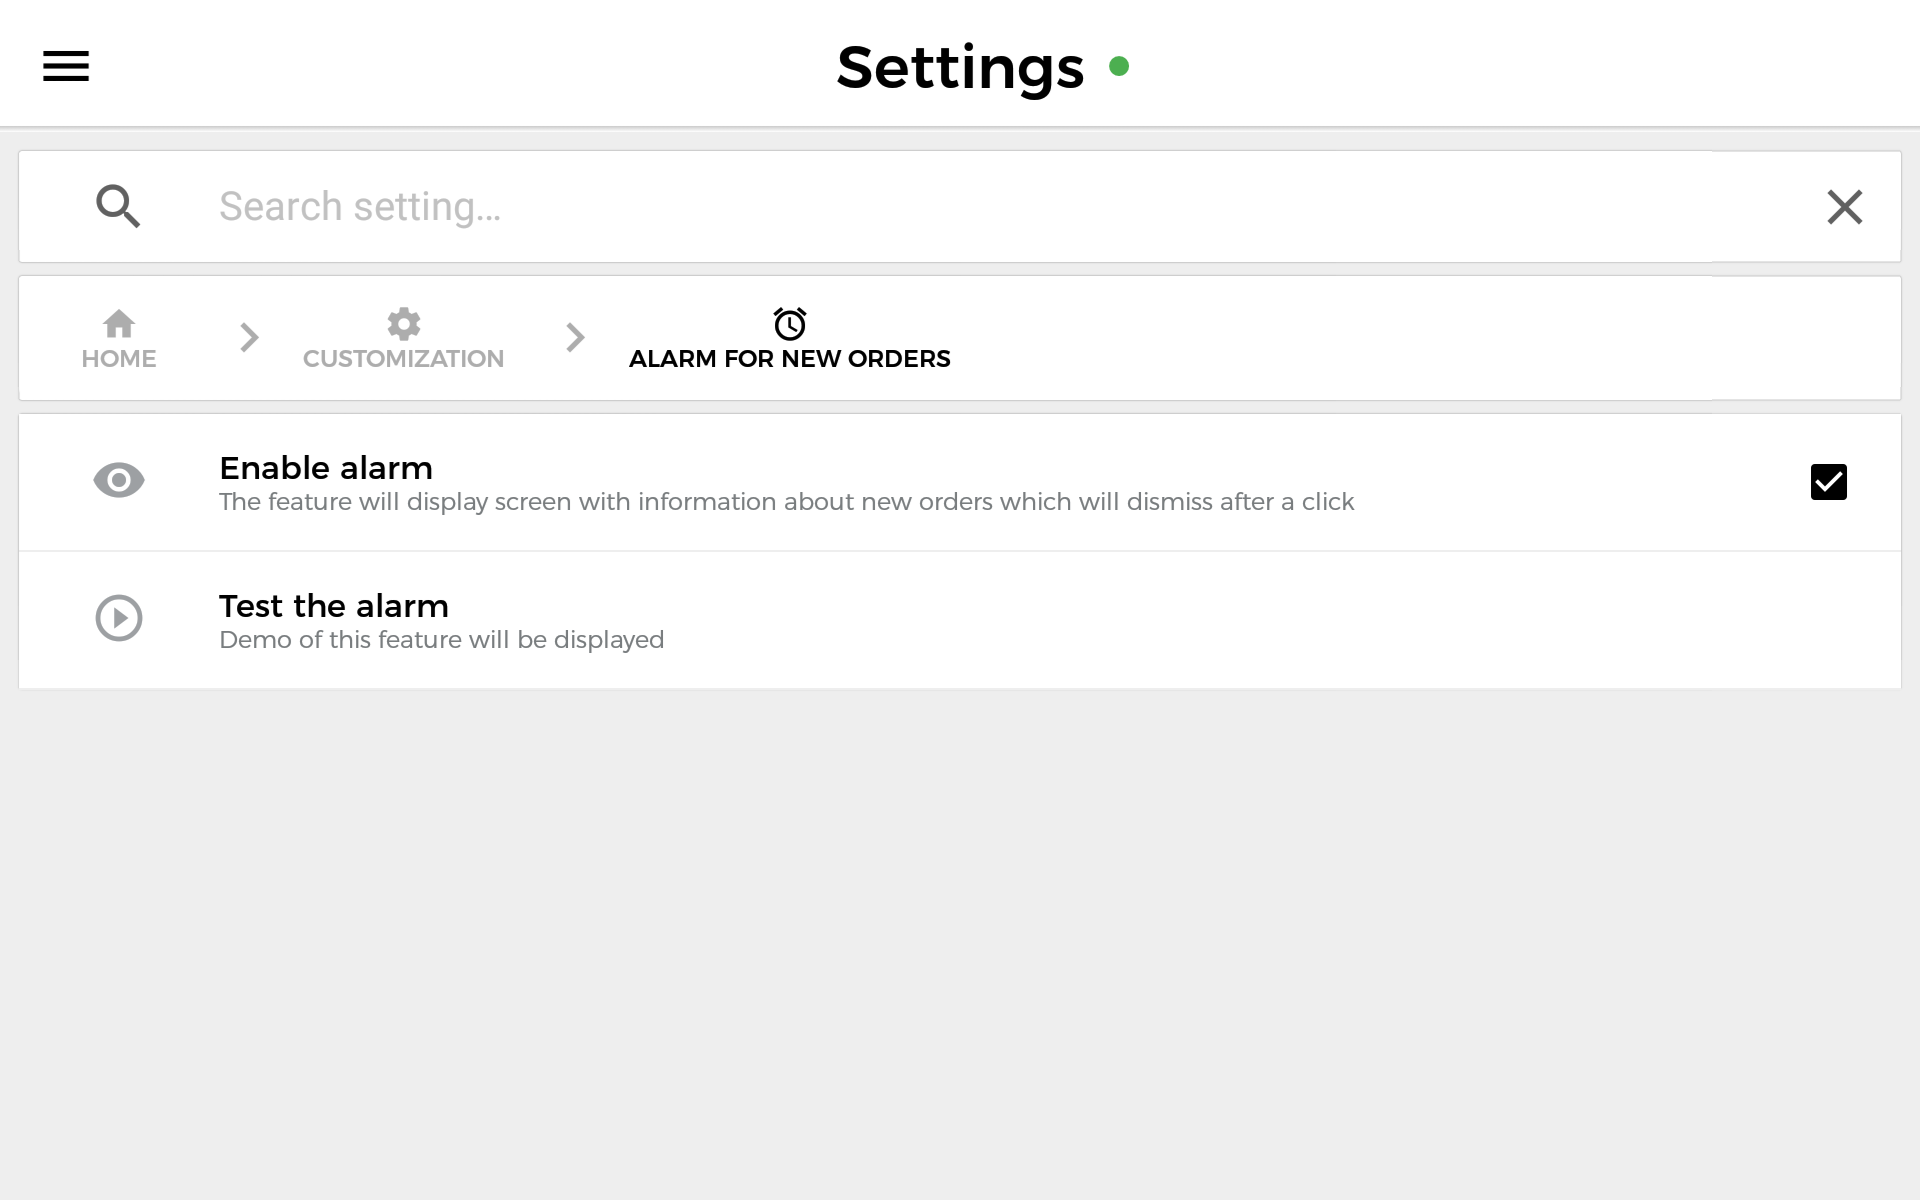 Settings
Search setting...
HOME
CUSTOMIZATION
ALARM FOR NEW ORDERS
Enable alarm
The feature will display screen with information about new orders which will dismiss after a click
Test the alarm
Demo of this feature will be displayed